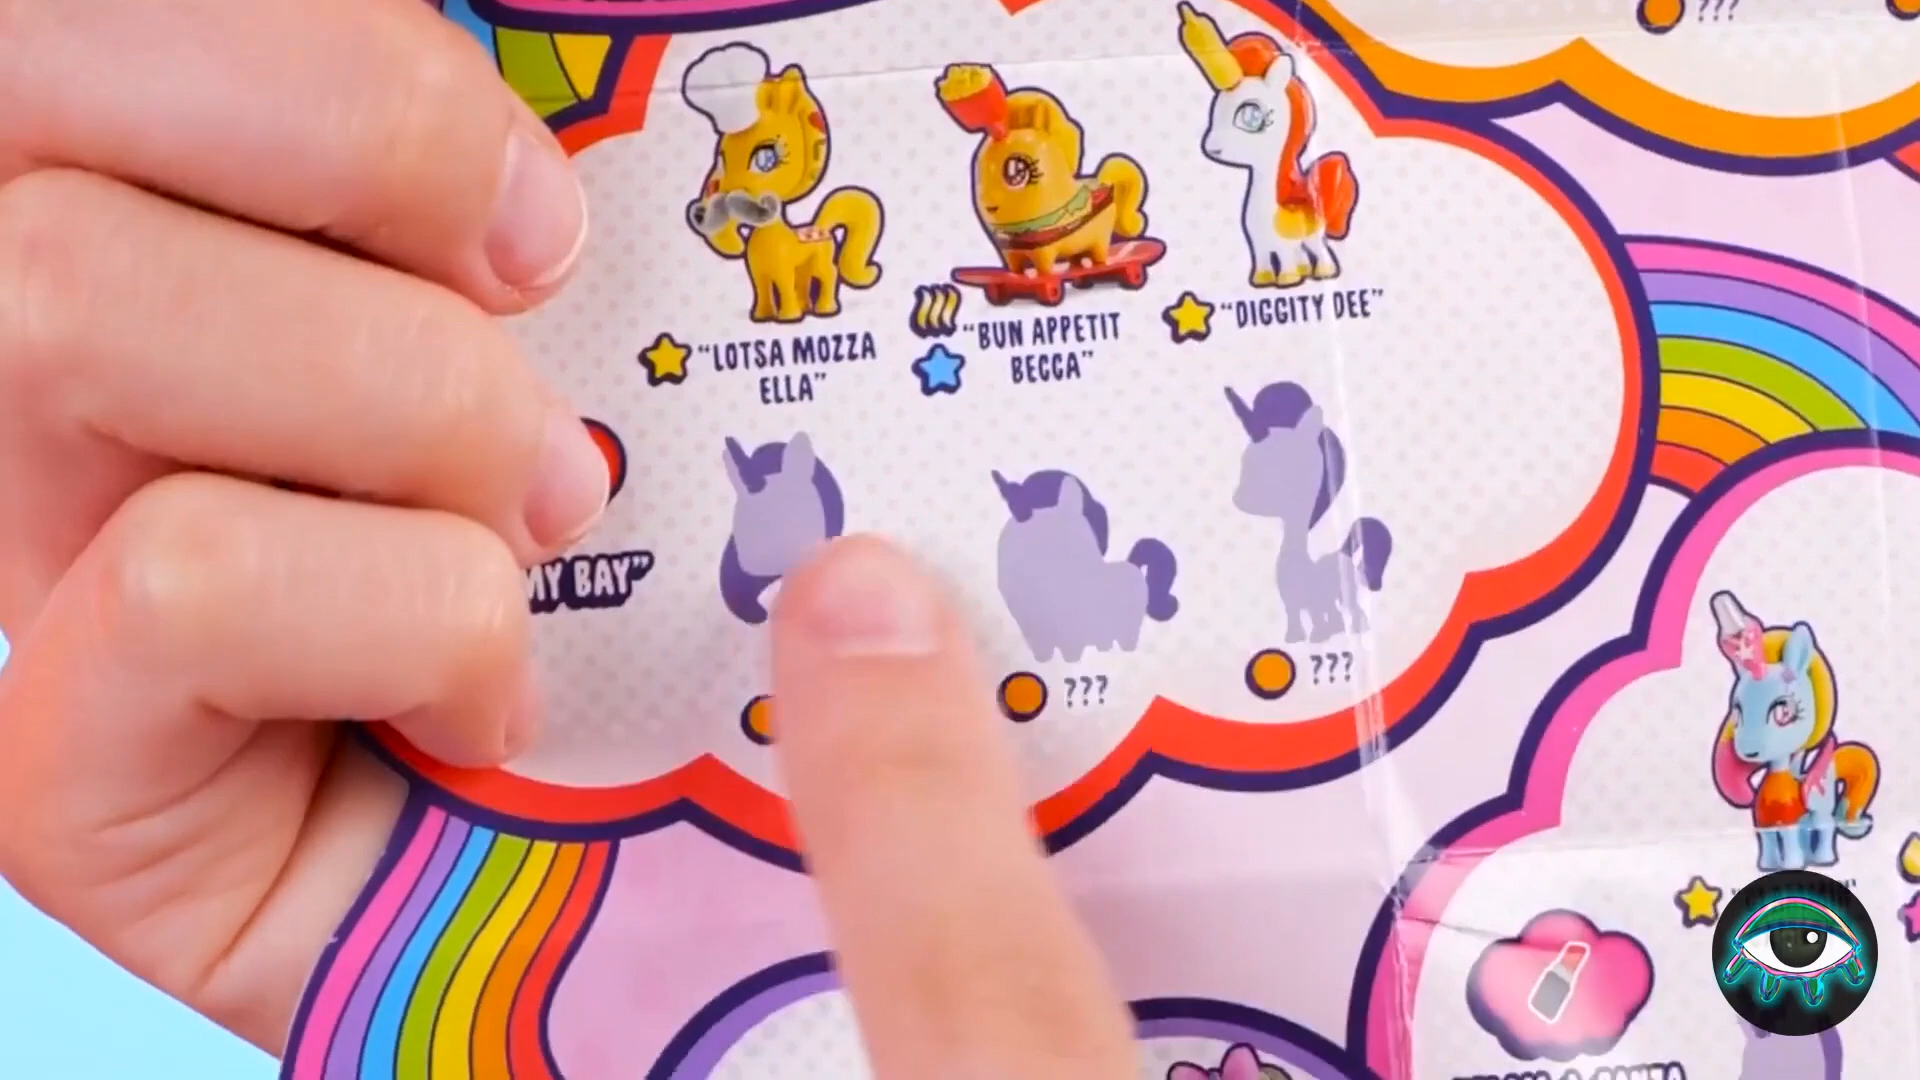 ???
"LOTSA MOZZA
ELLA"
"BUN APPETIT
BECCA"
"DIGGITY DEE"
MY BAY"
???
???